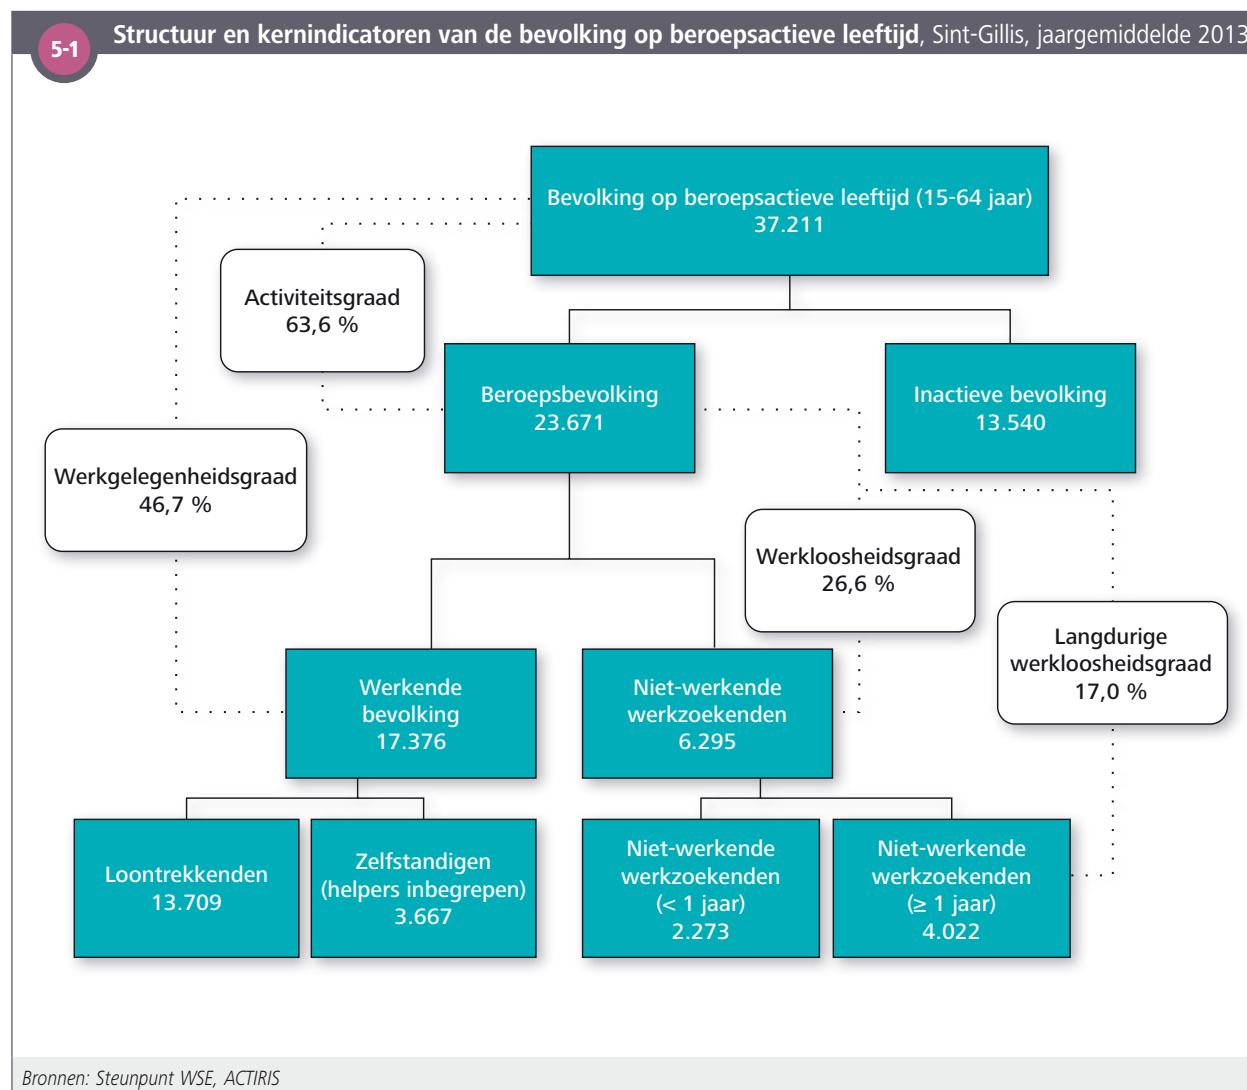 5-1
Structuur en kernindicatoren van de bevolking op beroepsactieve leeftijd, Sint-Gillis, jaargemiddelde 2013
Bevolking op beroepsactieve leeftijd (15-64 jaar)
37.211
Activiteitsgraad
63,6 %
Beroepsbevolking
23.671
Inactieve bevolking
13.540
Werkgelegenheidsgraad
46,7 %
Werkloosheidsgraad
26,6 %
Langdurige
werkloosheidsgraad
17,0 %
Werkende
bevolking
17.376
Niet-werkende
werkzoekenden
6.295
Loontrekkenden
13.709
Zelfstandigen
(helpers inbegrepen)
3.667
Niet-werkende
werkzoekenden
(< 1 jaar)
2.273
Niet-werkende
werkzoekenden
(≥ 1 jaar)
4.022
Bronnen: Steunpunt WSE, ACTIRIS